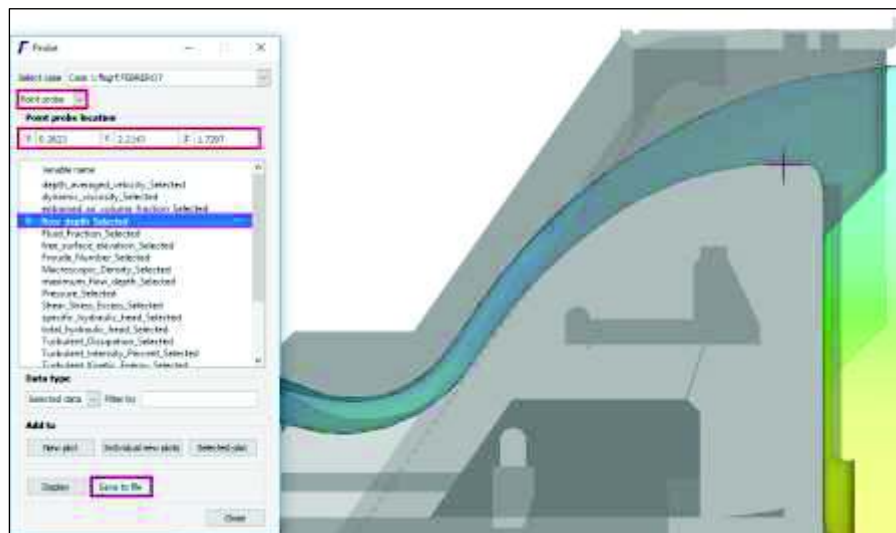 Probe
Select case
Point probe
Point probe location
Variable name
depth_averaged_velocity_Selected
dynamic_viscosity_Selected
entrained_air_volume_fraction_Selected
flow_depth_Selected
Fluid_Fraction_Selected
free_surface_elevation_Selected
Froude_Number_Selected
Macroscopic_Density_Selected
maximum_flow_depth_Selected
Pressure_Selected
Shear_Stress_Excess_Selected
specific_hydraulic_head_Selected
total_hydraulic_head_Selected
Turbulent_Dissipation_Selected
Turbulent_Intensity_Percent_Selected
Turbulent_Kinetic_Energy_Selected
Data type
Selected data Filter by:
Add to
New plot Individual new plots Selected plot
Display Save to file
Close